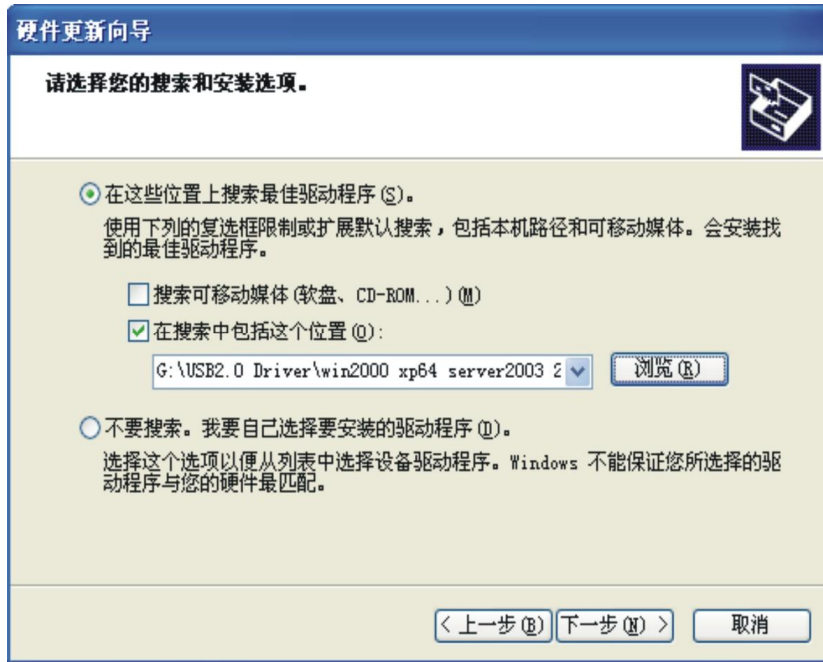 硬件更新向导
请选择您的搜索和安装选项。
在这些位置上搜索最佳驱动程序(S)。
使用下列的复选框限制或扩展默认搜索，包括本机路径和可移动媒体。会安装找
到的最佳驱动程序。
搜索可移动媒体(软盘、CD-ROM...)(M)
在搜索中包括这个位置(O):
G:\USB2.0 Driver\win2000 xp64 server2003 2
浏览(R)
不要搜索。我要自己选择要安装的驱动程序(D)。
选择这个选项以便从列表中选择设备驱动程序。Windows 不能保证您所选择的驱
动程序与您的硬件最匹配。
< 上一步(B) 下一步(N) > 取消